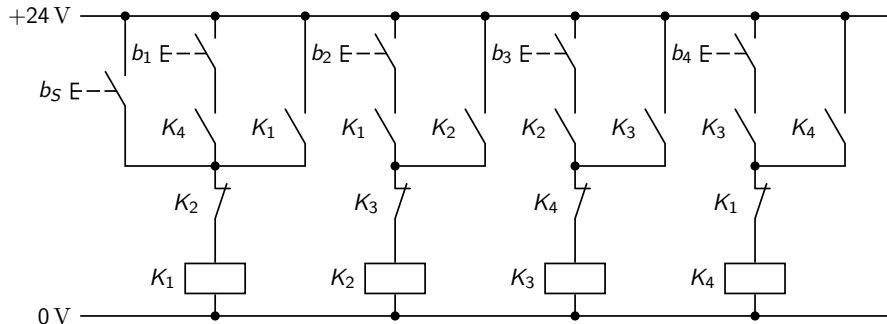 +24 V
b1 b2 b3 b4
bS
K4 K1 K1 K2 K2 K3 K3 K4
K2 K3 K4 K1
K1 K2 K3 K4
0 V